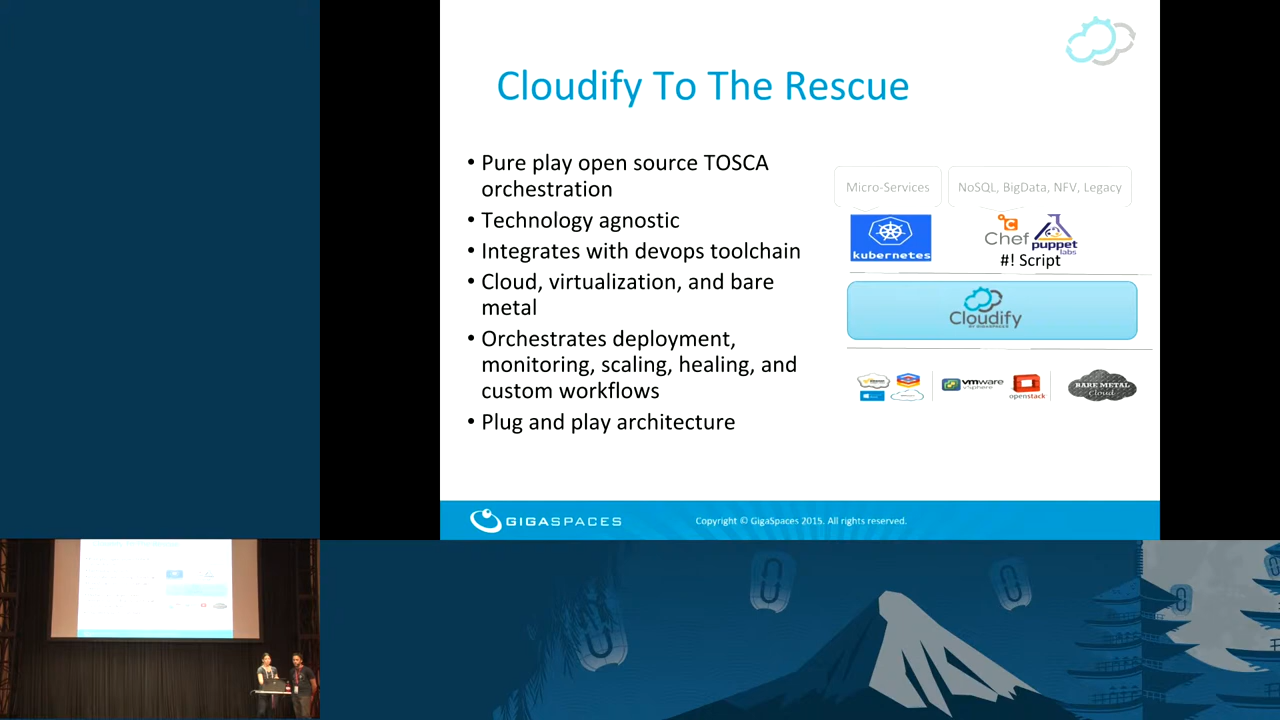 Cloudify To The Rescue
• Pure play open source TOSCA
orchestration
• Technology agnostic
• Integrates with devops toolchain
• Cloud, virtualization, and bare
metal
• Orchestrates deployment,
monitoring, scaling, healing, and
custom workflows
• Plug and play architecture
Micro-Services
NoSQL, BigData, NFV, Legacy
kubernetes
Chef
puppet
labs
#! Script
Cloudify
BY GIGASPACES
vmware
vSphere
openstack
BARE METAL
Cloud
GIGASPACES
Copyright © GigaSpaces 2015. All rights reserved.